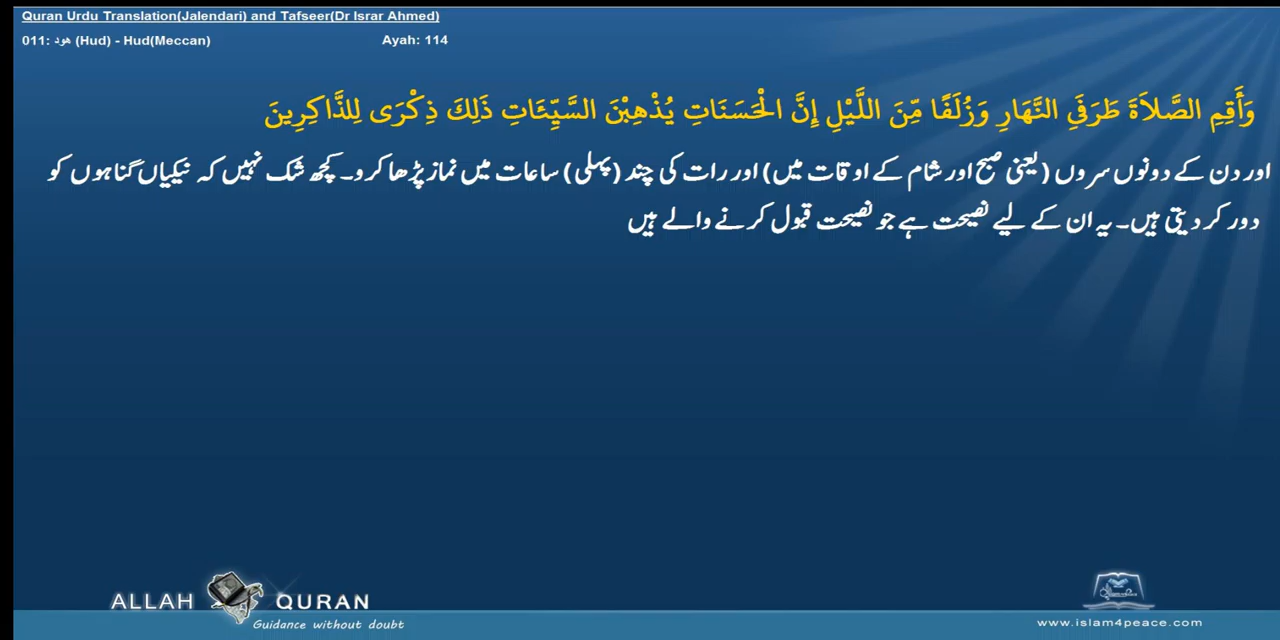 Quran Urdu Translation(Jalendari) and Tafseer(Dr Israr Ahmed)
011: هود (Hud) - Hud(Meccan) Ayah: 114
وَأَقِمِ الصَّلاَةَ طَرَفَيِ النَّهَارِ وَزُلَفًا مِّنَ اللَّيْلِ إِنَّ الْحَسَنَاتِ يُذْهِبْنَ السَّيِّئَاتِ ذَلِكَ ذِكْرَى لِلذَّاكِرِينَ
اور دن کے دونوں سروں (یعنی صبح اور شام کے اوقات میں) اور رات کی چند (پہلی) ساعات میں نماز پڑھا کرو۔ کچھ شک نہیں کہ نیکیاں گناہوں کو
دور کر دیتی ہیں۔ یہ ان کے لیے نصیحت ہے جو نصیحت قبول کرنے والے ہیں
ALLAH QURAN
Guidance without doubt
www.islam4peace.com